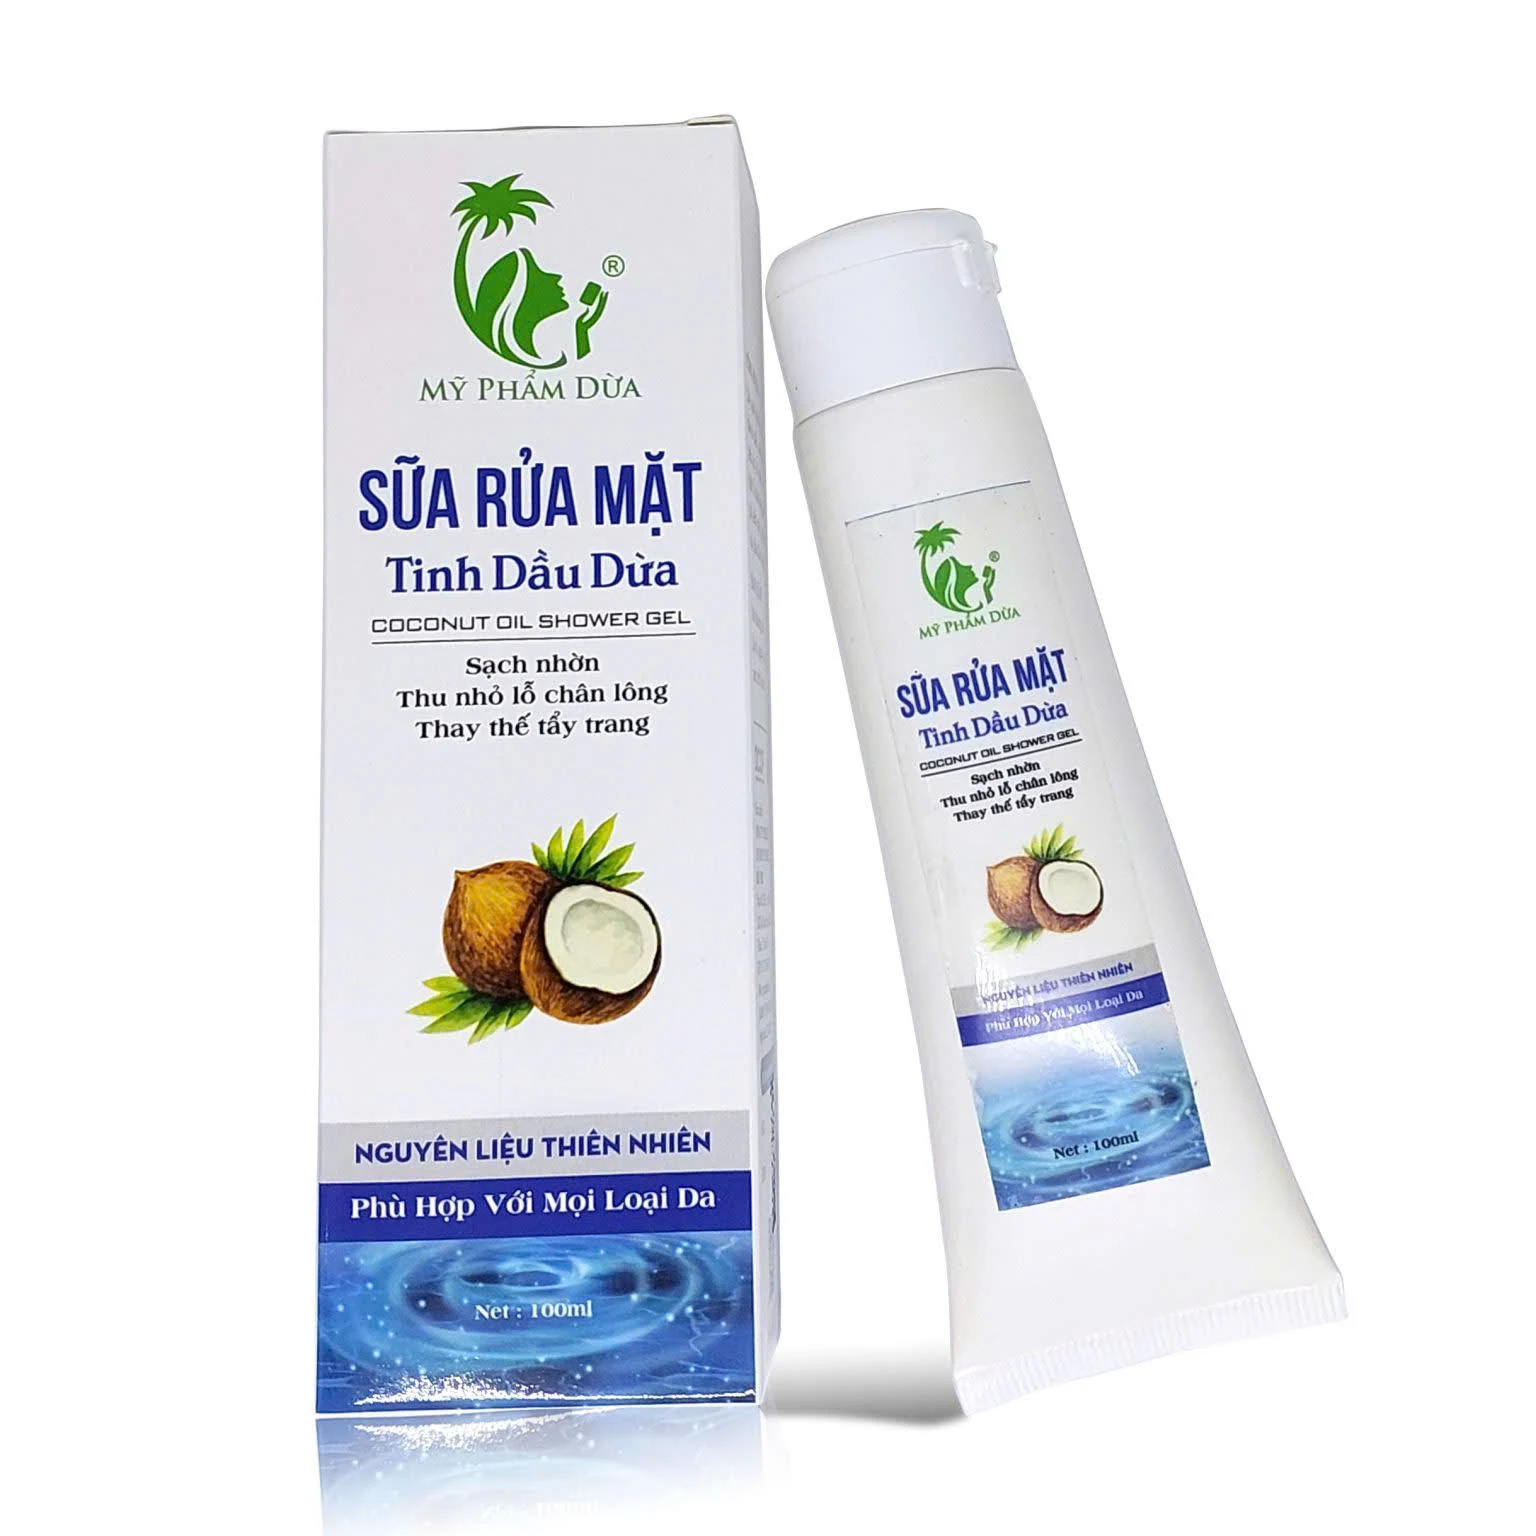 ®
MỸ PHẨM DỪA
SỮA RỬA MẶT
Tinh Dầu Dừa
COCONUT OIL SHOWER GEL
Sạch nhờn
Thu nhỏ lỗ chân lông
Thay thế tẩy trang
NGUYÊN LIỆU THIÊN NHIÊN
Phù Hợp Với Mọi Loại Da
Net : 100ml
®
MỸ PHẨM DỪA
SỮA RỬA MẶT
Tinh Dầu Dừa
COCONUT OIL SHOWER GEL
Sạch nhờn
Thu nhỏ lỗ chân lông
Thay thế tẩy trang
NGUYÊN LIỆU THIÊN NHIÊN
Phù Hợp Với Mọi Loại Da
Net : 100ml